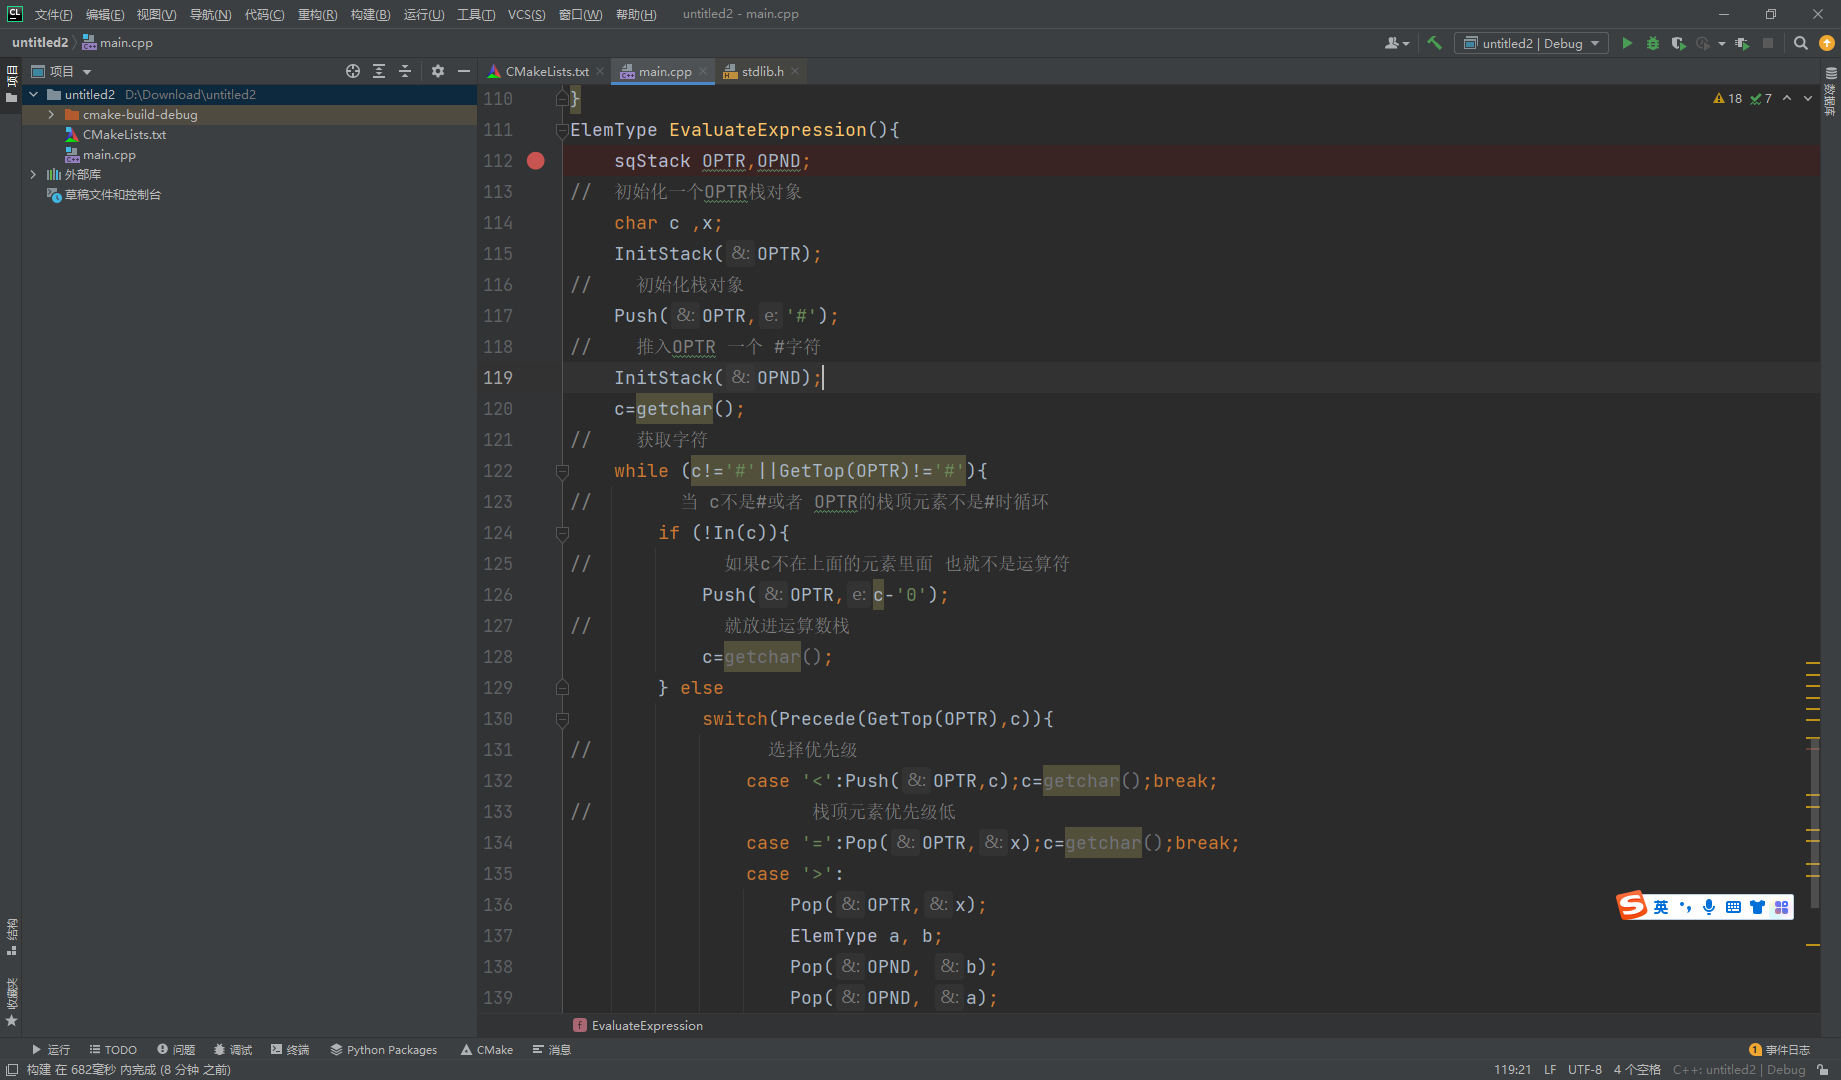 文件(F) 编辑(E) 视图(V) 导航(N) 代码(C) 重构(R) 构建(B) 运行(U) 工具(T) VCS(S) 窗口(W) 帮助(H) untitled2 - main.cpp
untitled2 main.cpp
untitled2 | Debug
项目
项目
CMakeLists.txt
main.cpp
stdlib.h
数据库
untitled2 D:\Download\untitled2
cmake-build-debug
CMakeLists.txt
main.cpp
外部库
草稿文件和控制台
18 7
110 }
111 ElemType EvaluateExpression(){
112 sqStack OPTR,OPND;
113 // 初始化一个OPTR栈对象
114 char c ,x;
115 InitStack( &: OPTR);
116 // 初始化栈对象
117 Push( &: OPTR, e: '#');
118 // 推入OPTR 一个 #字符
119 InitStack( &: OPND);
120 c=getchar();
121 // 获取字符
122 while (c!='#'||GetTop(OPTR)!='#'){
123 // 当 c不是#或者 OPTR的栈顶元素不是#时循环
124 if (!In(c)){
125 // 如果c不在上面的元素里面 也就不是运算符
126 Push( &: OPTR, e: c-'0');
127 // 就放进运算数栈
128 c=getchar();
129 } else
130 switch(Precede(GetTop(OPTR),c)){
131 // 选择优先级
132 case '<':Push( &: OPTR,c);c=getchar();break;
133 // 栈顶元素优先级低
134 case '=':Pop( &: OPTR, &: x);c=getchar();break;
135 case '>':
136 Pop( &: OPTR, &: x);
137 ElemType a, b;
138 Pop( &: OPND, &: b);
139 Pop( &: OPND, &: a);
英
结构
收藏夹
f EvaluateExpression
运行 TODO 问题 调试 终端 Python Packages CMake 消息 1 事件日志
构建 在 682毫秒 内完成 (8 分钟 之前) 119:21 LF UTF-8 4 个空格 C++: untitled2 | Debug